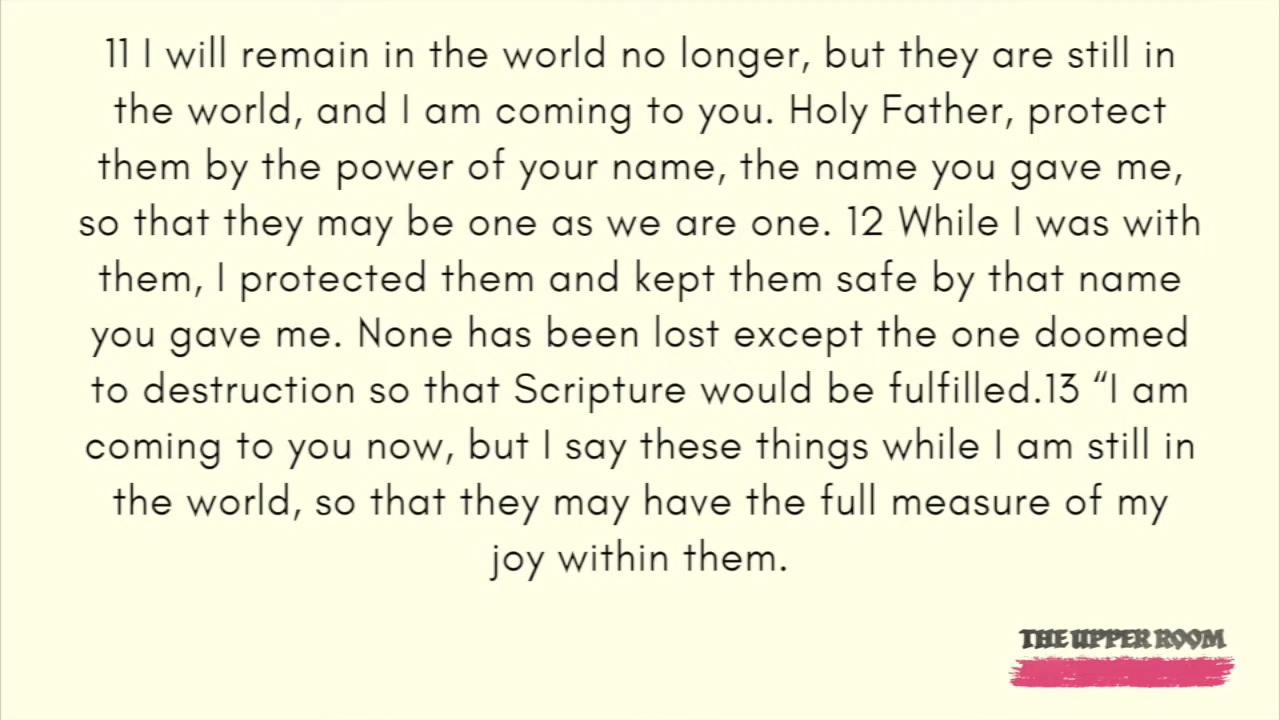 11 I will remain in the world no longer, but they are still in
the world, and I am coming to you. Holy Father, protect
them by the power of your name, the name you gave me,
so that they may be one as we are one. 12 While I was with
them, I protected them and kept them safe by that name
you gave me. None has been lost except the one doomed
to destruction so that Scripture would be fulfilled.13 “I am
coming to you now, but I say these things while I am still in
the world, so that they may have the full measure of my
joy within them.
THE UPPER ROOM